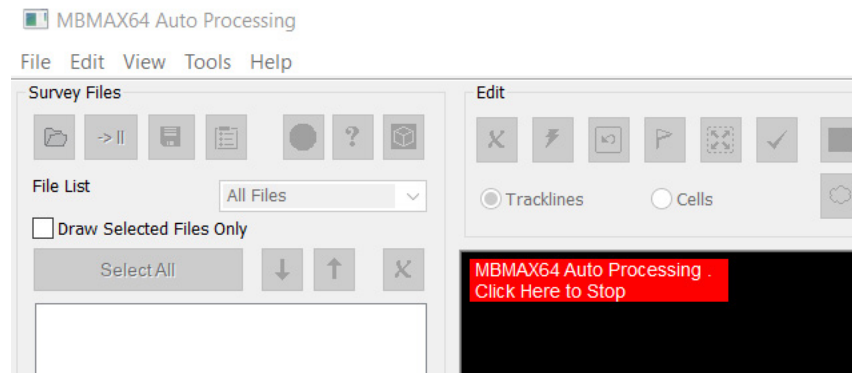 MBMAX64 Auto Processing
File Edit View Tools Help
Survey Files
-> ||
?
File List
All Files
Draw Selected Files Only
Select All
X
Edit
X
Tracklines
Cells
MBMAX64 Auto Processing .
Click Here to Stop